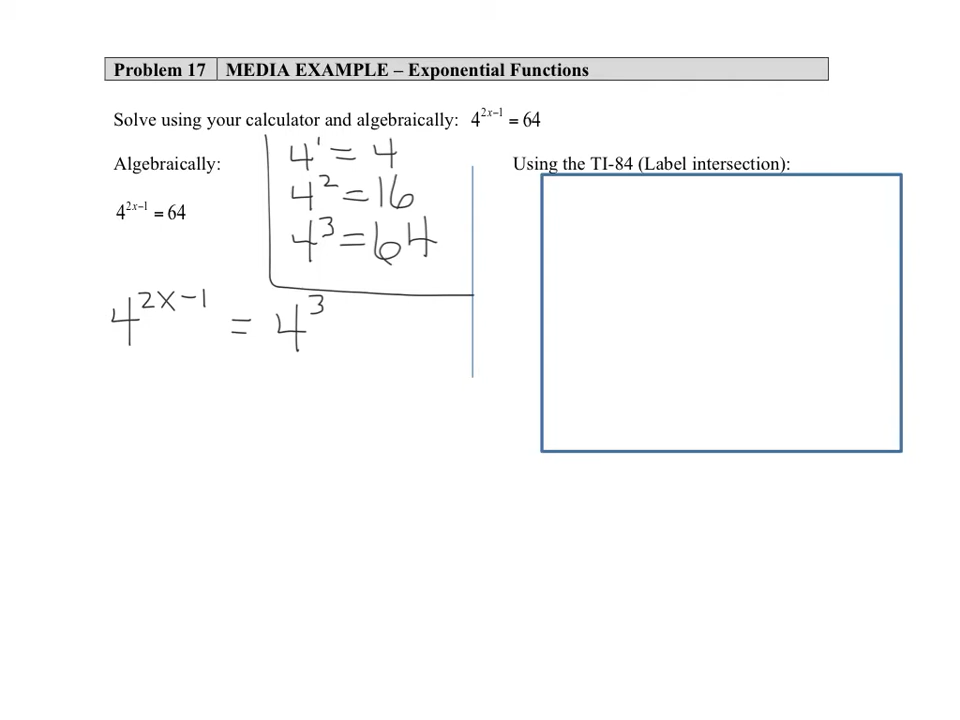 Problem 17 MEDIA EXAMPLE – Exponential Functions
Solve using your calculator and algebraically: 4^{2x−1} = 64
Algebraically:
4^{2x−1} = 64
4^1 = 4
4^2 = 16
4^3 = 64
4^{2x−1} = 4^3
Using the TI-84 (Label intersection):